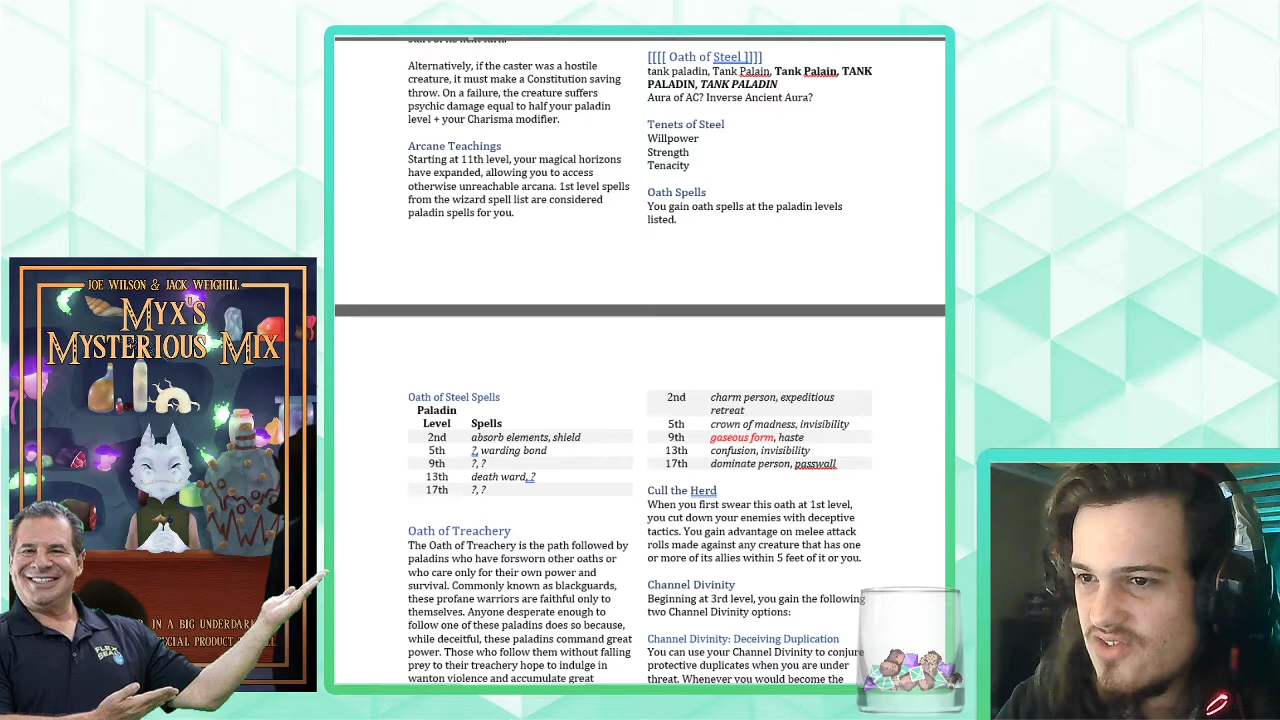 Alternatively, if the caster was a hostile
creature, it must make a Constitution saving
throw. On a failure, the creature suffers
psychic damage equal to half your paladin
level + your Charisma modifier.
Arcane Teachings
Starting at 11th level, your magical horizons
have expanded, allowing you to access
otherwise unreachable arcana. 1st level spells
from the wizard spell list are considered
paladin spells for you.
[[[[ Oath of Steel ]]]]
tank paladin, Tank Palain, Tank Palain, TANK
PALADIN, TANK PALADIN
Aura of AC? Inverse Ancient Aura?
Tenets of Steel
Willpower
Strength
Tenacity
Oath Spells
You gain oath spells at the paladin levels
listed.
Oath of Steel Spells
Paladin
Level Spells
2nd absorb elements, shield
5th ?, warding bond
9th ?, ?
13th death ward, ?
17th ?, ?
Oath of Treachery
The Oath of Treachery is the path followed by
paladins who have forsworn other oaths or
who care only for their own power and
survival. Commonly known as blackguards,
these profane warriors are faithful only to
themselves. Anyone desperate enough to
follow one of these paladins does so because,
while deceitful, these paladins command great
power. Those who follow them without falling
prey to their treachery hope to indulge in
wanton violence and accumulate great
2nd charm person, expeditious
retreat
5th crown of madness, invisibility
9th gaseous form, haste
13th confusion, invisibility
17th dominate person, passwall
Cull the Herd
When you first swear this oath at 1st level,
you cut down your enemies with deceptive
tactics. You gain advantage on melee attack
rolls made against any creature that has one
or more of its allies within 5 feet of it or you.
Channel Divinity
Beginning at 3rd level, you gain the following
two Channel Divinity options:
Channel Divinity: Deceiving Duplication
You can use your Channel Divinity to conjure
protective duplicates when you are under
threat. Whenever you would become the
JOE WILSON & JACK WEIGHILL
MYX'S
MYSTERIOUS MIX
IN A BIG UNDERDAR
PRODUCT
FLEX
SEAL